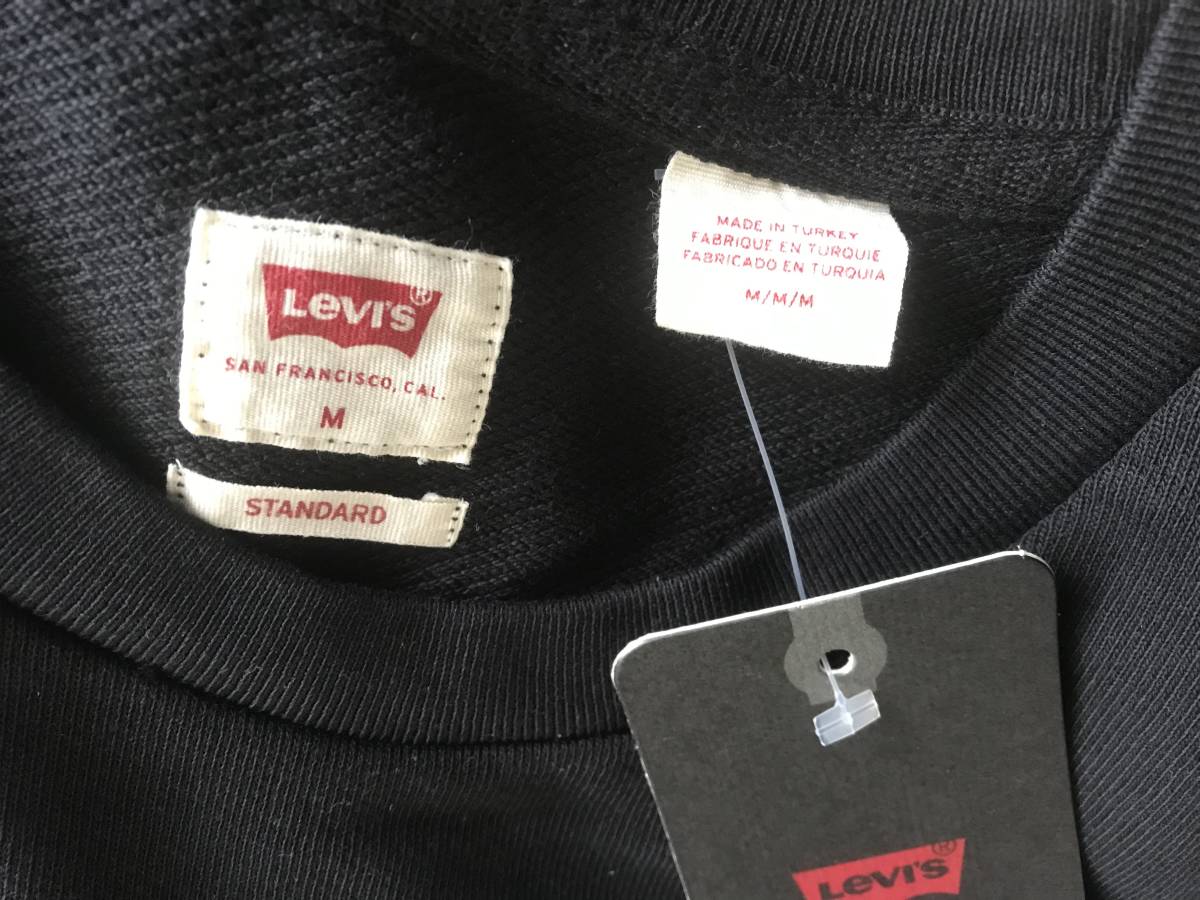 Levi's®
SAN FRANCISCO, CAL.
M
STANDARD
MADE IN TURKEY
FABRIQUE EN TURQUIE
FABRICADO EN TURQUIA
M/M/M
Levi's®